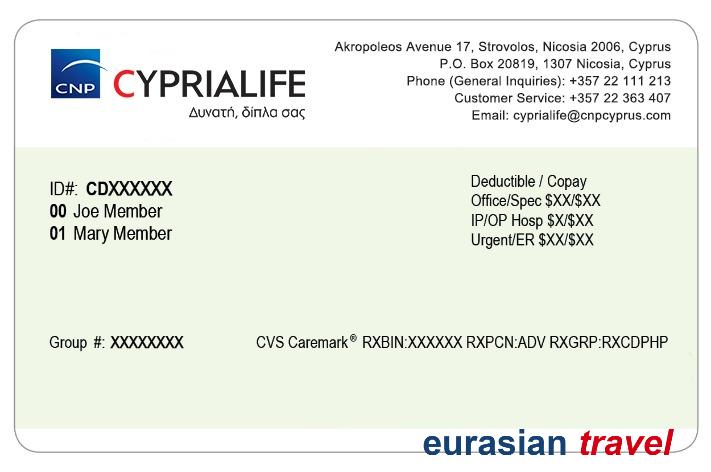 CNP
CYPRIALIFE
Δυνατή, δίπλα σας
Akropoleos Avenue 17, Strovolos, Nicosia 2006, Cyprus
P.O. Box 20819, 1307 Nicosia, Cyprus
Phone (General Inquiries): +357 22 111 213
Customer Service: +357 22 363 407
Email: cyprialife@cnpcyprus.com
ID#: CDXXXXXX
00 Joe Member
01 Mary Member
Deductible / Copay
Office/Spec $XX/$XX
IP/OP Hosp $X/$XX
Urgent/ER $XX/$XX
Group #: XXXXXXXX
CVS Caremark® RXBIN:XXXXXX RXPCN:ADV RXGRP:RXCDPHP
eurasian travel